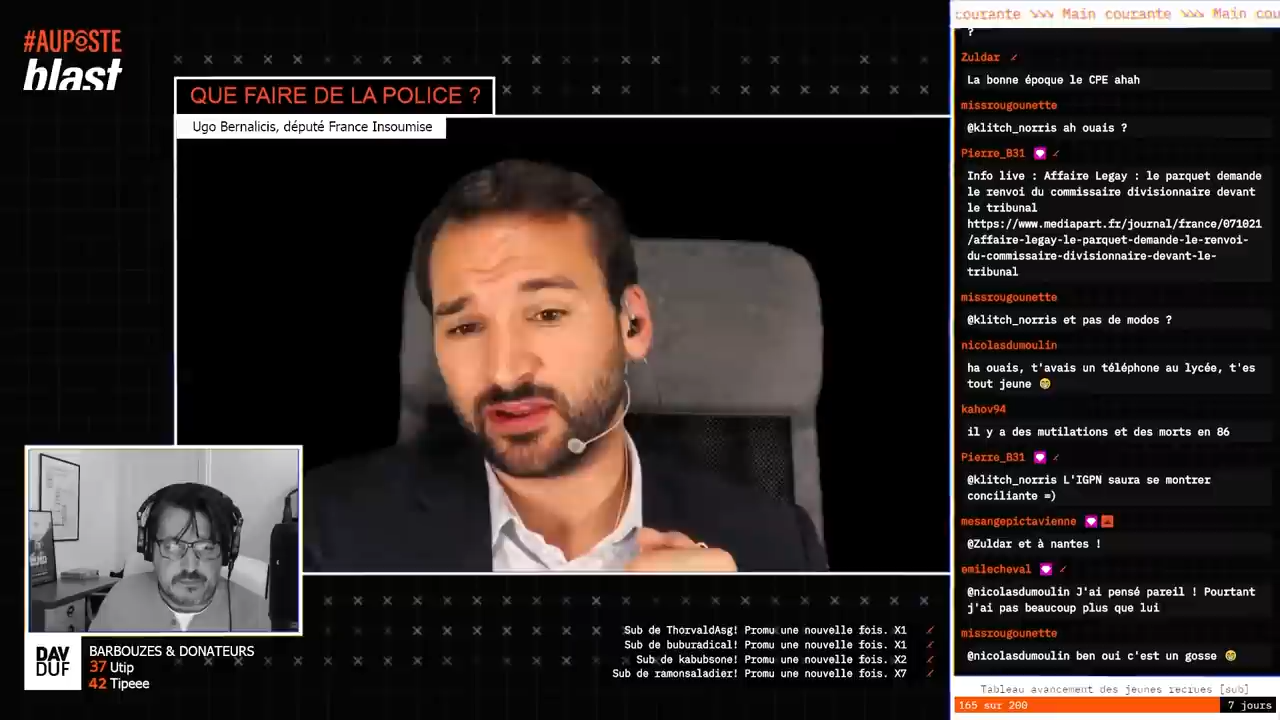 #AUPOSTE
blast
QUE FAIRE DE LA POLICE ?
Ugo Bernalicis, député France Insoumise
DAV
DUF
BARBOUZES & DONATEURS
37 Utip
42 Tipeee
Sub de ThorvaldAsg! Promu une nouvelle fois. X1
Sub de buburadical! Promu une nouvelle fois. X1
Sub de kabubsone! Promu une nouvelle fois. X2
Sub de ramonsaladier! Promu une nouvelle fois. X7
courante Main courante Main cou
?
Zuldar
La bonne époque le CPE ahah
missrougounette
@klitch_norris ah ouais ?
Pierre_B31
Info live : Affaire Legay : le parquet demande
le renvoi du commissaire divisionnaire devant
le tribunal
https://www.mediapart.fr/journal/france/071021
/affaire-legay-le-parquet-demande-le-renvoi-
du-commissaire-divisionnaire-devant-le-
tribunal
missrougounette
@klitch_norris et pas de modos ?
nicolasdumoulin
ha ouais, t'avais un téléphone au lycée, t'es
tout jeune 😁
kahov94
il y a des mutilations et des morts en 86
Pierre_B31
@klitch_norris L'IGPN saura se montrer
conciliante =)
mesangepictavienne
@Zuldar et à nantes !
emilecheval
@nicolasdumoulin J'ai pensé pareil ! Pourtant
j'ai pas beaucoup plus que lui
missrougounette
@nicolasdumoulin ben oui c'est un gosse 😁
Tableau avancement des jeunes recrues [sub]
165 sur 200
7 jours